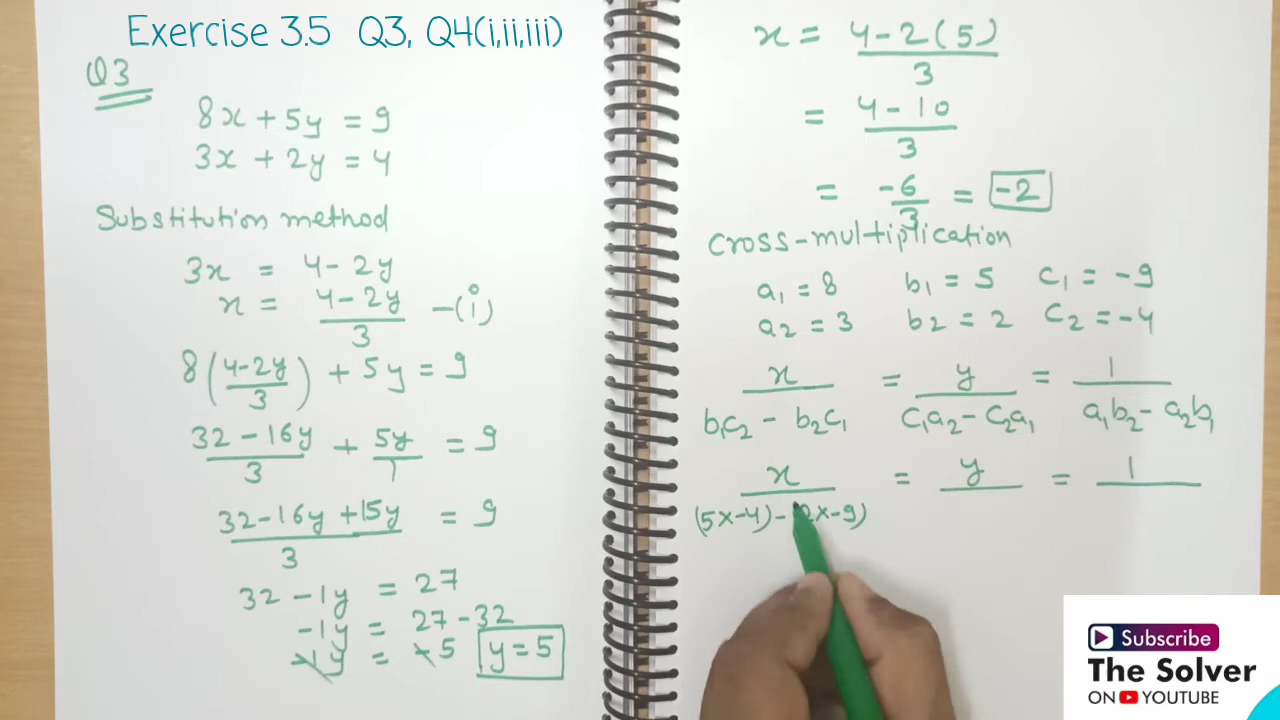 Exercise 3.5 Q3, Q4(i,ii,iii)
Q3
8x + 5y = 9
3x + 2y = 4
Substitution method
3x = 4 - 2y
x = (4 - 2y)/3 - (i)
8((4 - 2y)/3) + 5y = 9
(32 - 16y)/3 + 5y/1 = 9
(32 - 16y + 15y)/3 = 9
32 - 1y = 27
-1y = 27 - 32
-1y = -5 y = 5
x = (4 - 2(5))/3
= (4 - 10)/3
= -6/3 = -2
Cross-multiplication
a₁ = 8 b₁ = 5 c₁ = -9
a₂ = 3 b₂ = 2 c₂ = -4
x/(b₁c₂ - b₂c₁) = y/(c₁a₂ - c₂a₁) = 1/(a₁b₂ - a₂b₁)
x/((5x-4)-(2x-9)) = y/ = 1/
Subscribe
The Solver
ON YOUTUBE